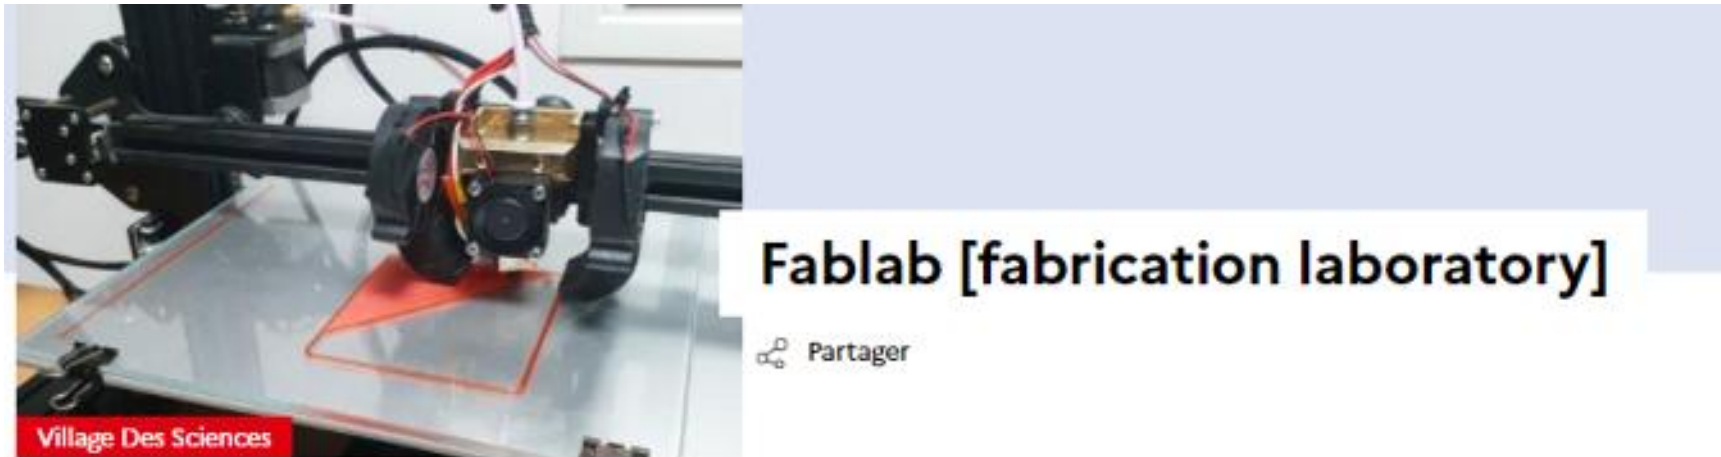 Fablab [fabrication laboratory]
Partager
Village Des Sciences